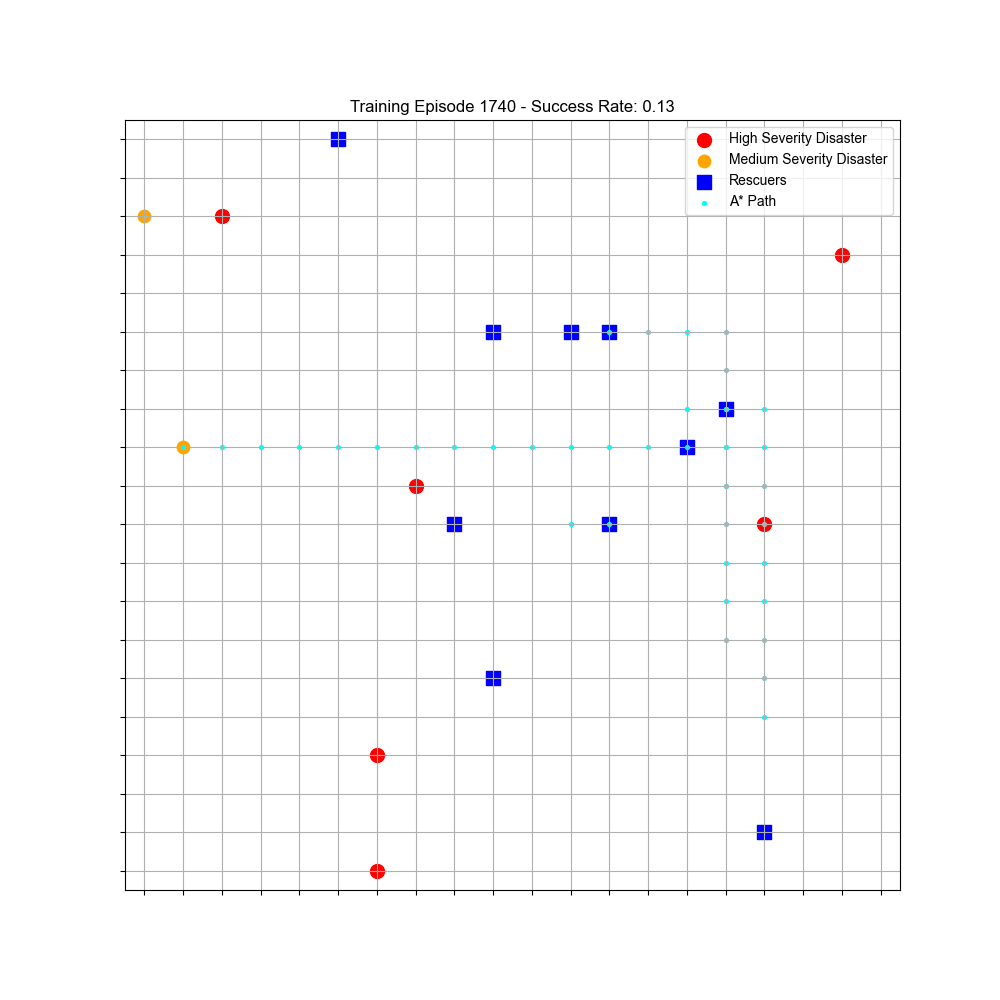 Training Episode 1740 - Success Rate: 0.13
High Severity Disaster
Medium Severity Disaster
Rescuers
A* Path